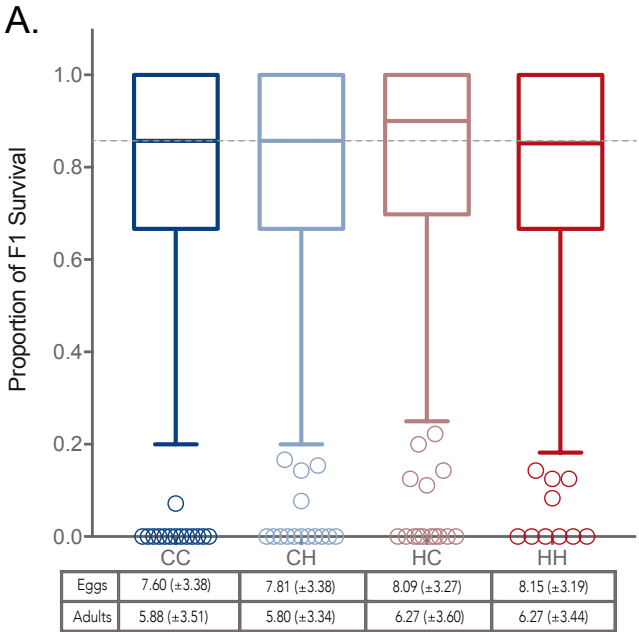 A.
Proportion of F1 Survival
1.0
0.8
0.6
0.4
0.2
0.0
CC CH HC HH
Eggs 7.60 (±3.38) 7.81 (±3.38) 8.09 (±3.27) 8.15 (±3.19)
Adults 5.88 (±3.51) 5.80 (±3.34) 6.27 (±3.60) 6.27 (±3.44)